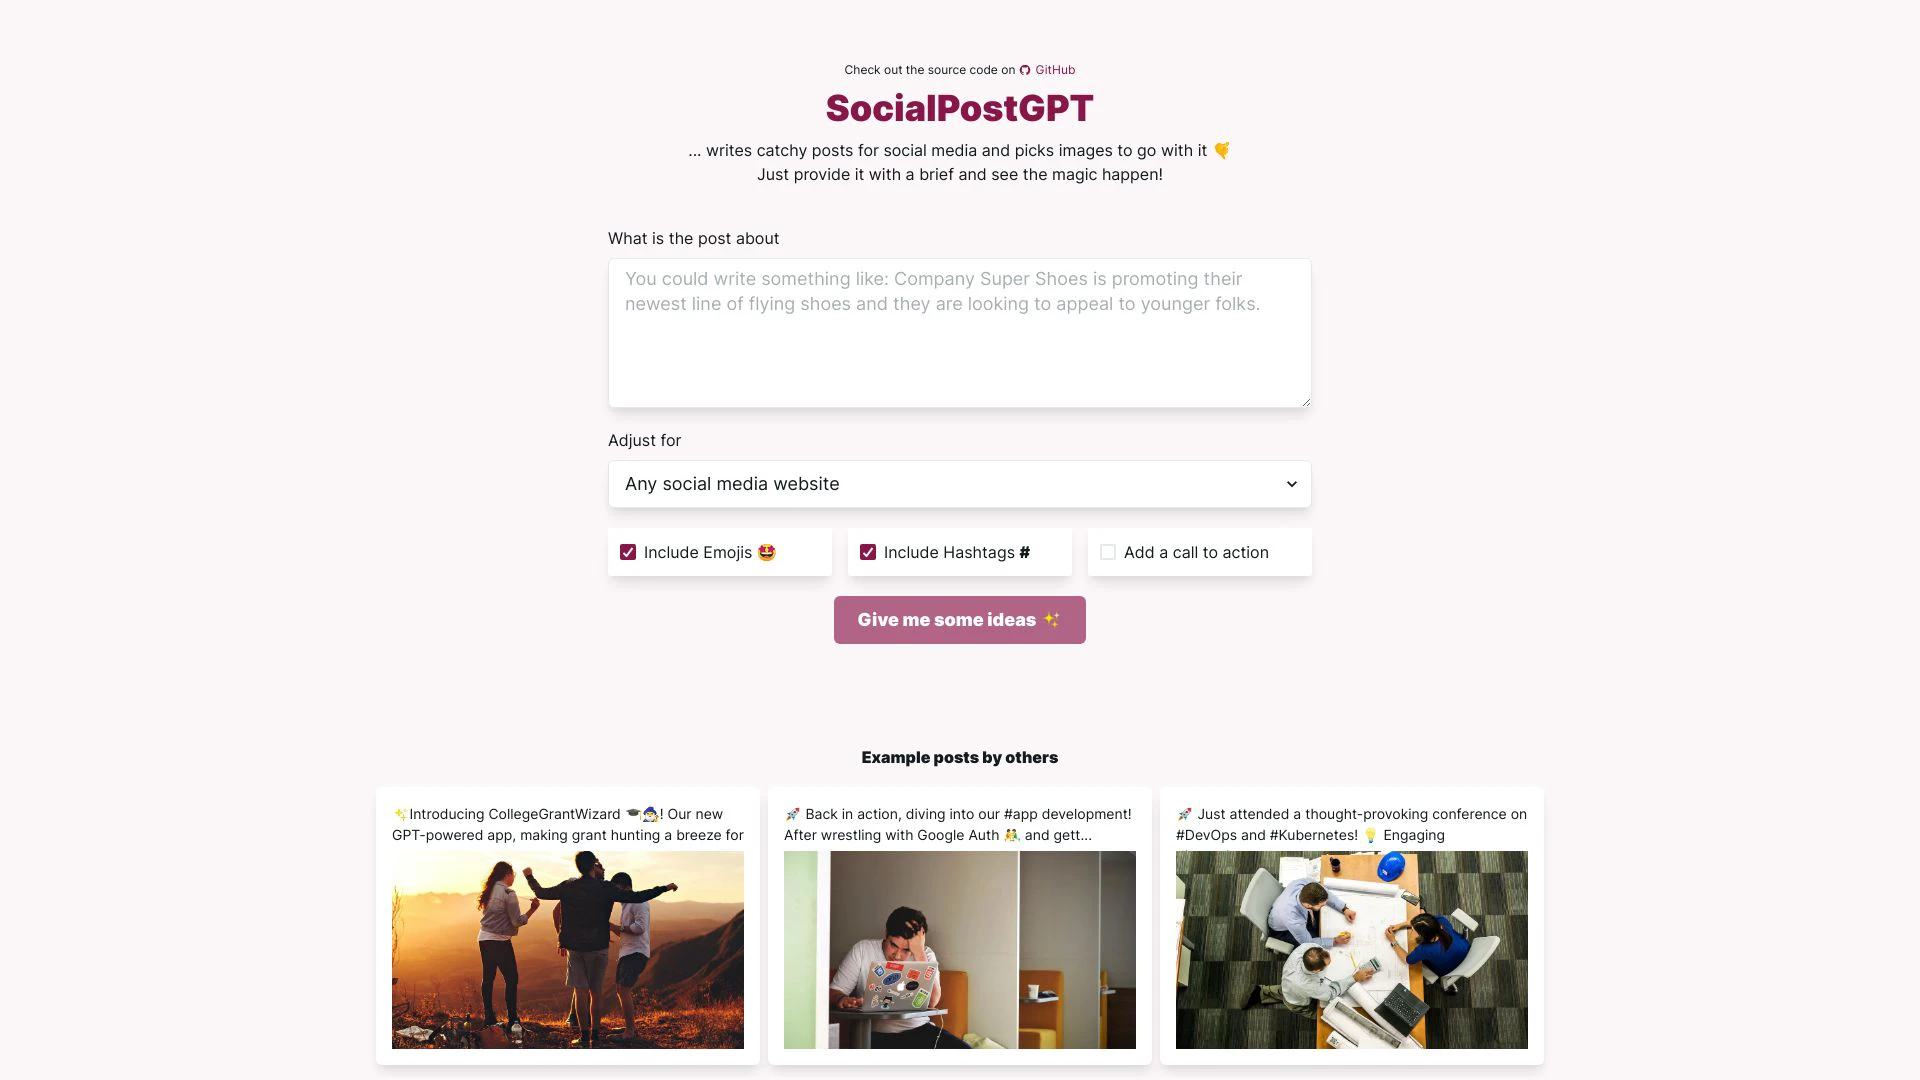 Check out the source code on GitHub
SocialPostGPT
... writes catchy posts for social media and picks images to go with it 🫰
Just provide it with a brief and see the magic happen!
What is the post about
You could write something like: Company Super Shoes is promoting their
newest line of flying shoes and they are looking to appeal to younger folks.
Adjust for
Any social media website
Include Emojis 🤩
Include Hashtags #
Add a call to action
Give me some ideas ✨
Example posts by others
✨Introducing CollegeGrantWizard 🎓🧙‍♂️! Our new
GPT-powered app, making grant hunting a breeze for
🚀 Back in action, diving into our #app development!
After wrestling with Google Auth 🤼 and gett...
🚀 Just attended a thought-provoking conference on
#DevOps and #Kubernetes! 💡 Engaging